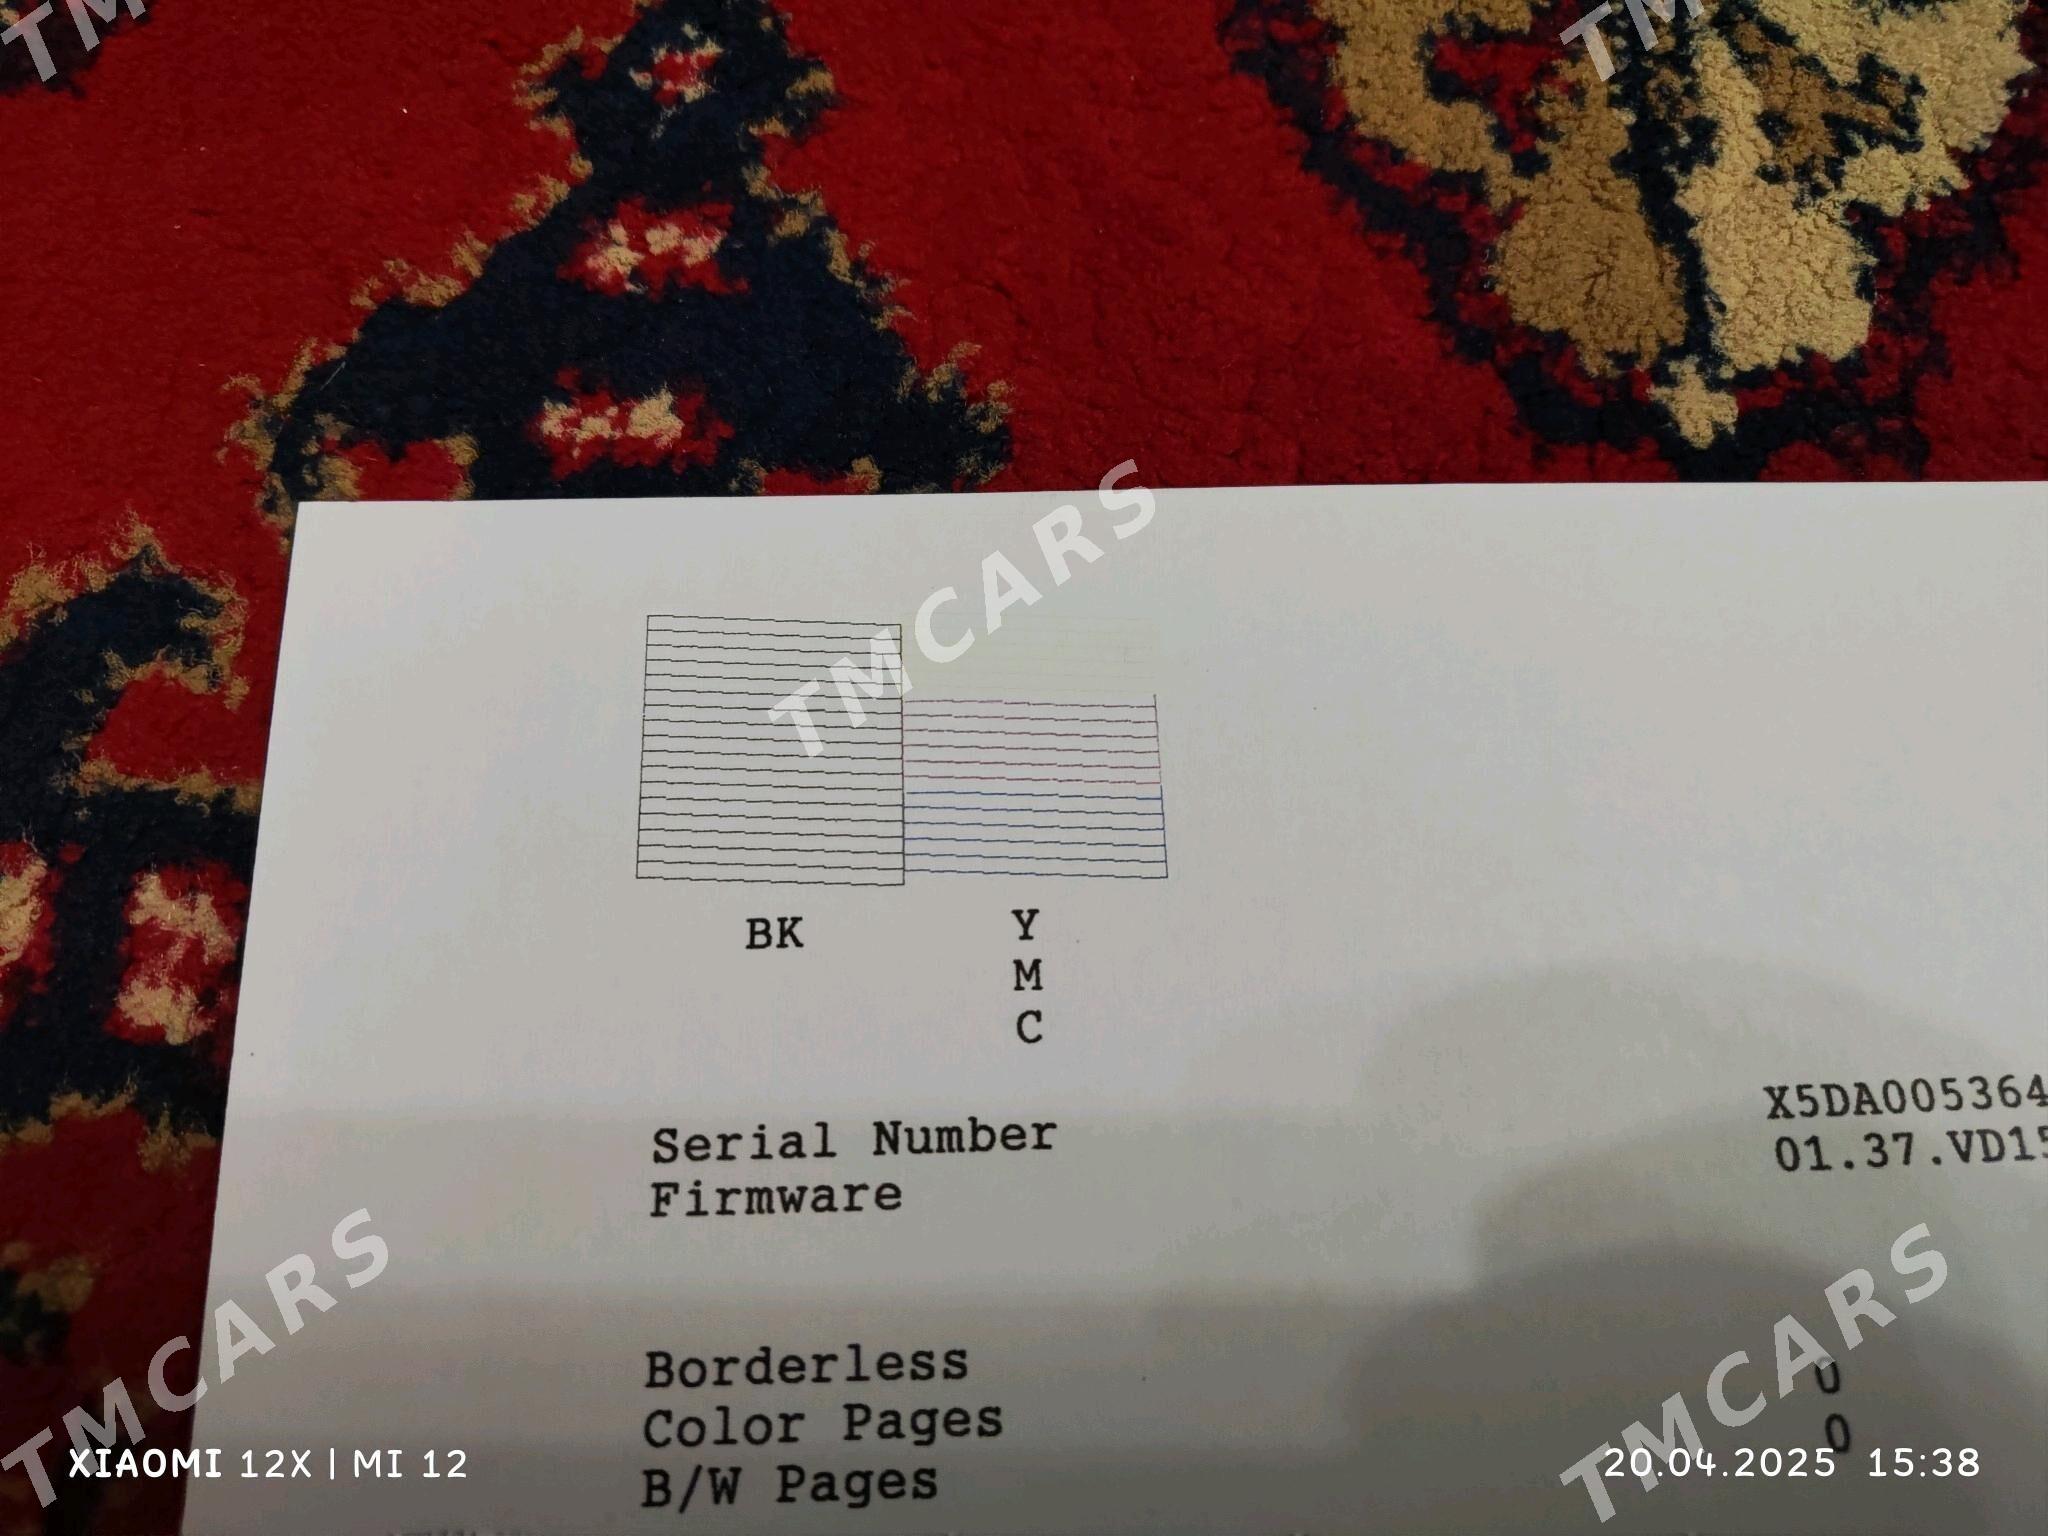 TMCARS
BK
Y
M
C
Serial Number X5DA005364
Firmware 01.37.VD15
Borderless
Color Pages 0
B/W Pages 0
TMCARS
TMCARS
XIAOMI 12X | MI 12
20.04.2025 15:38